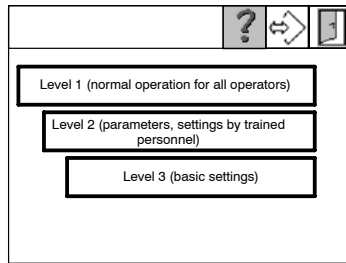 Level 1 (normal operation for all operators)
Level 2 (parameters, settings by trained
personnel)
Level 3 (basic settings)